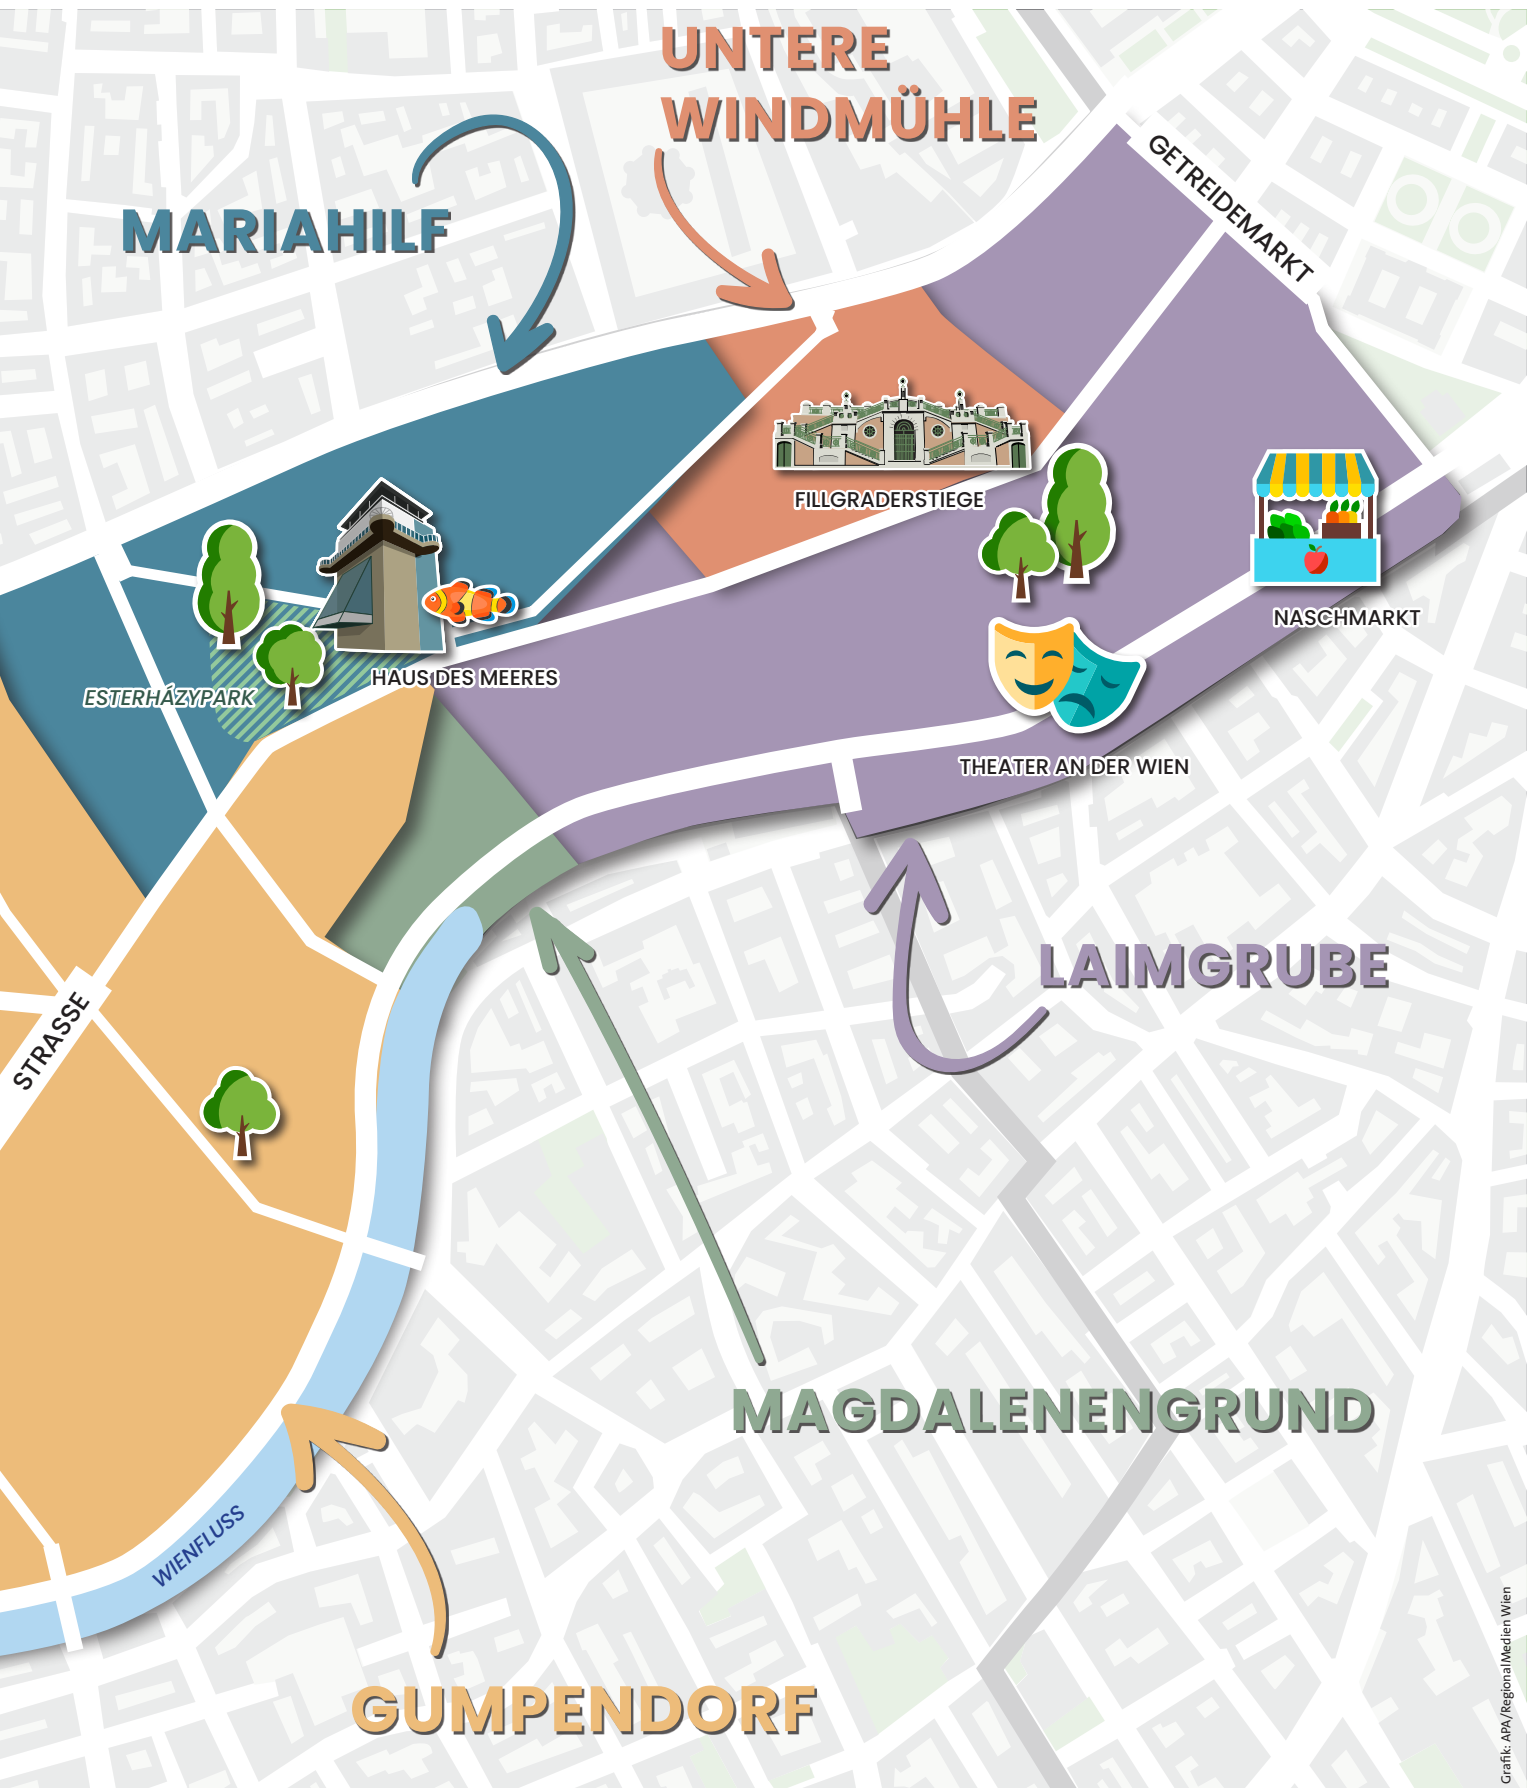 UNTERE
WINDMÜHLE
GETREIDEMARKT
MARIAHILF
FILLGRADERSTIEGE
NASCHMARKT
HAUS DES MEERES
ESTERHÁZYPARK
THEATER AN DER WIEN
LAIMGRUBE
STRASSE
MAGDALENENGRUND
WIENFLUSS
GUMPENDORF
Grafik: APA/RegionalMedien Wien